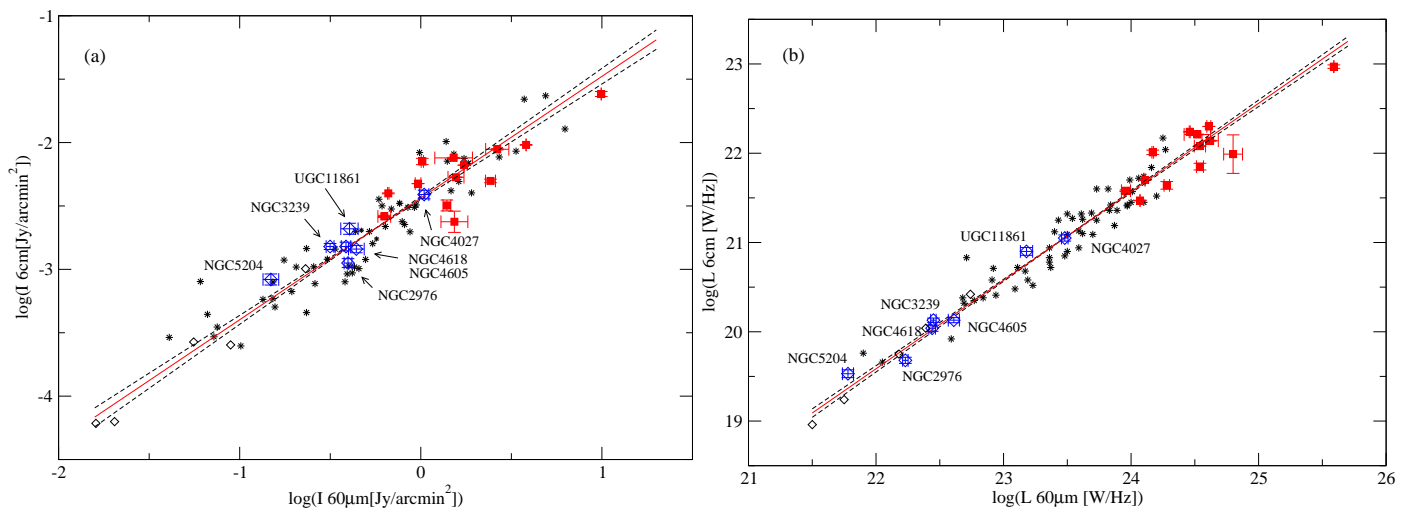 (a)
log(I 6cm[Jy/arcmin²])
-1
-2
-3
-4
UGC11861
NGC3239
NGC5204
NGC4027
NGC4618
NGC4605
NGC2976
-2 -1 0 1
log(I 60μm[Jy/arcmin²])
(b)
log(L 6cm [W/Hz])
23
22
21
20
19
UGC11861
NGC4027
NGC3239
NGC4618
NGC4605
NGC5204
NGC2976
21 22 23 24 25 26
log(L 60μm [W/Hz])